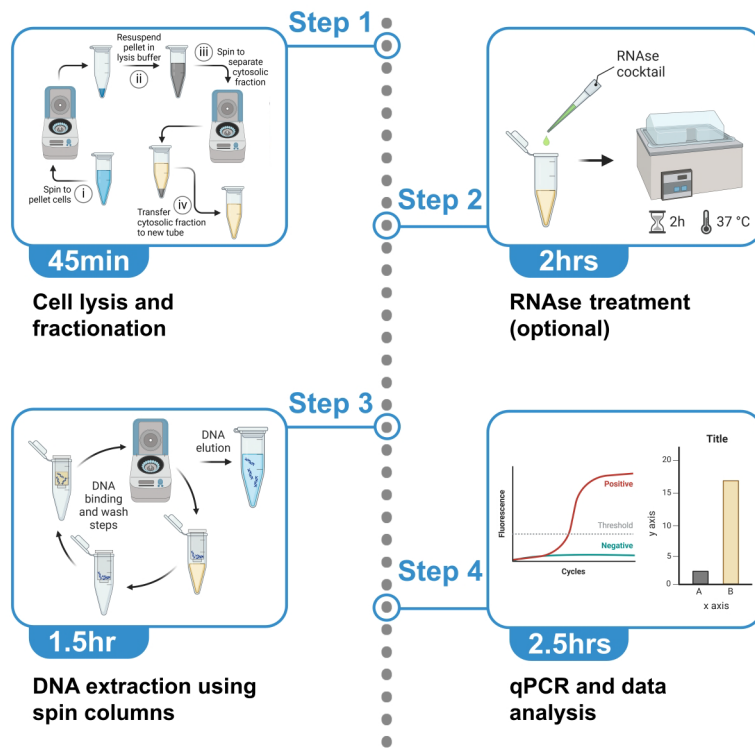 Step 1
Resuspend
pellet in
lysis buffer
ii
iii
Spin to
separate
cytosolic
fraction
Spin to
pellet cells
i
iv
Transfer
cytosolic fraction
to new tube
45min
Cell lysis and
fractionation
Step 2
RNAse
cocktail
2h
37 °C
2hrs
RNAse treatment
(optional)
Step 3
DNA
elution
DNA
binding
and wash
steps
1.5hr
DNA extraction using
spin columns
Step 4
Fluorescence
Positive
Threshold
Negative
Cycles
Title
y axis
20
15
10
5
0
A B
x axis
2.5hrs
qPCR and data
analysis